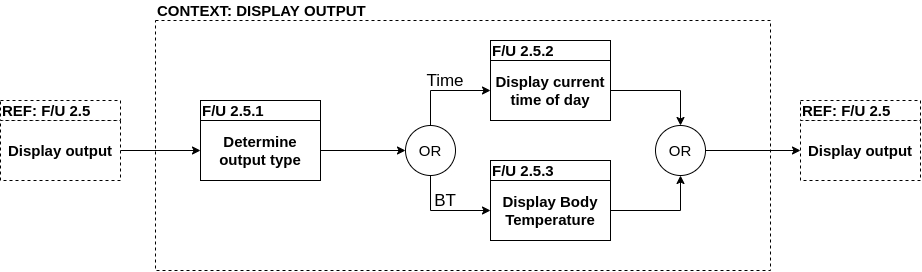 CONTEXT: DISPLAY OUTPUT
REF: F/U 2.5
Display output
F/U 2.5.1
Determine
output type
OR
Time
BT
F/U 2.5.2
Display current
time of day
F/U 2.5.3
Display Body
Temperature
OR
REF: F/U 2.5
Display output